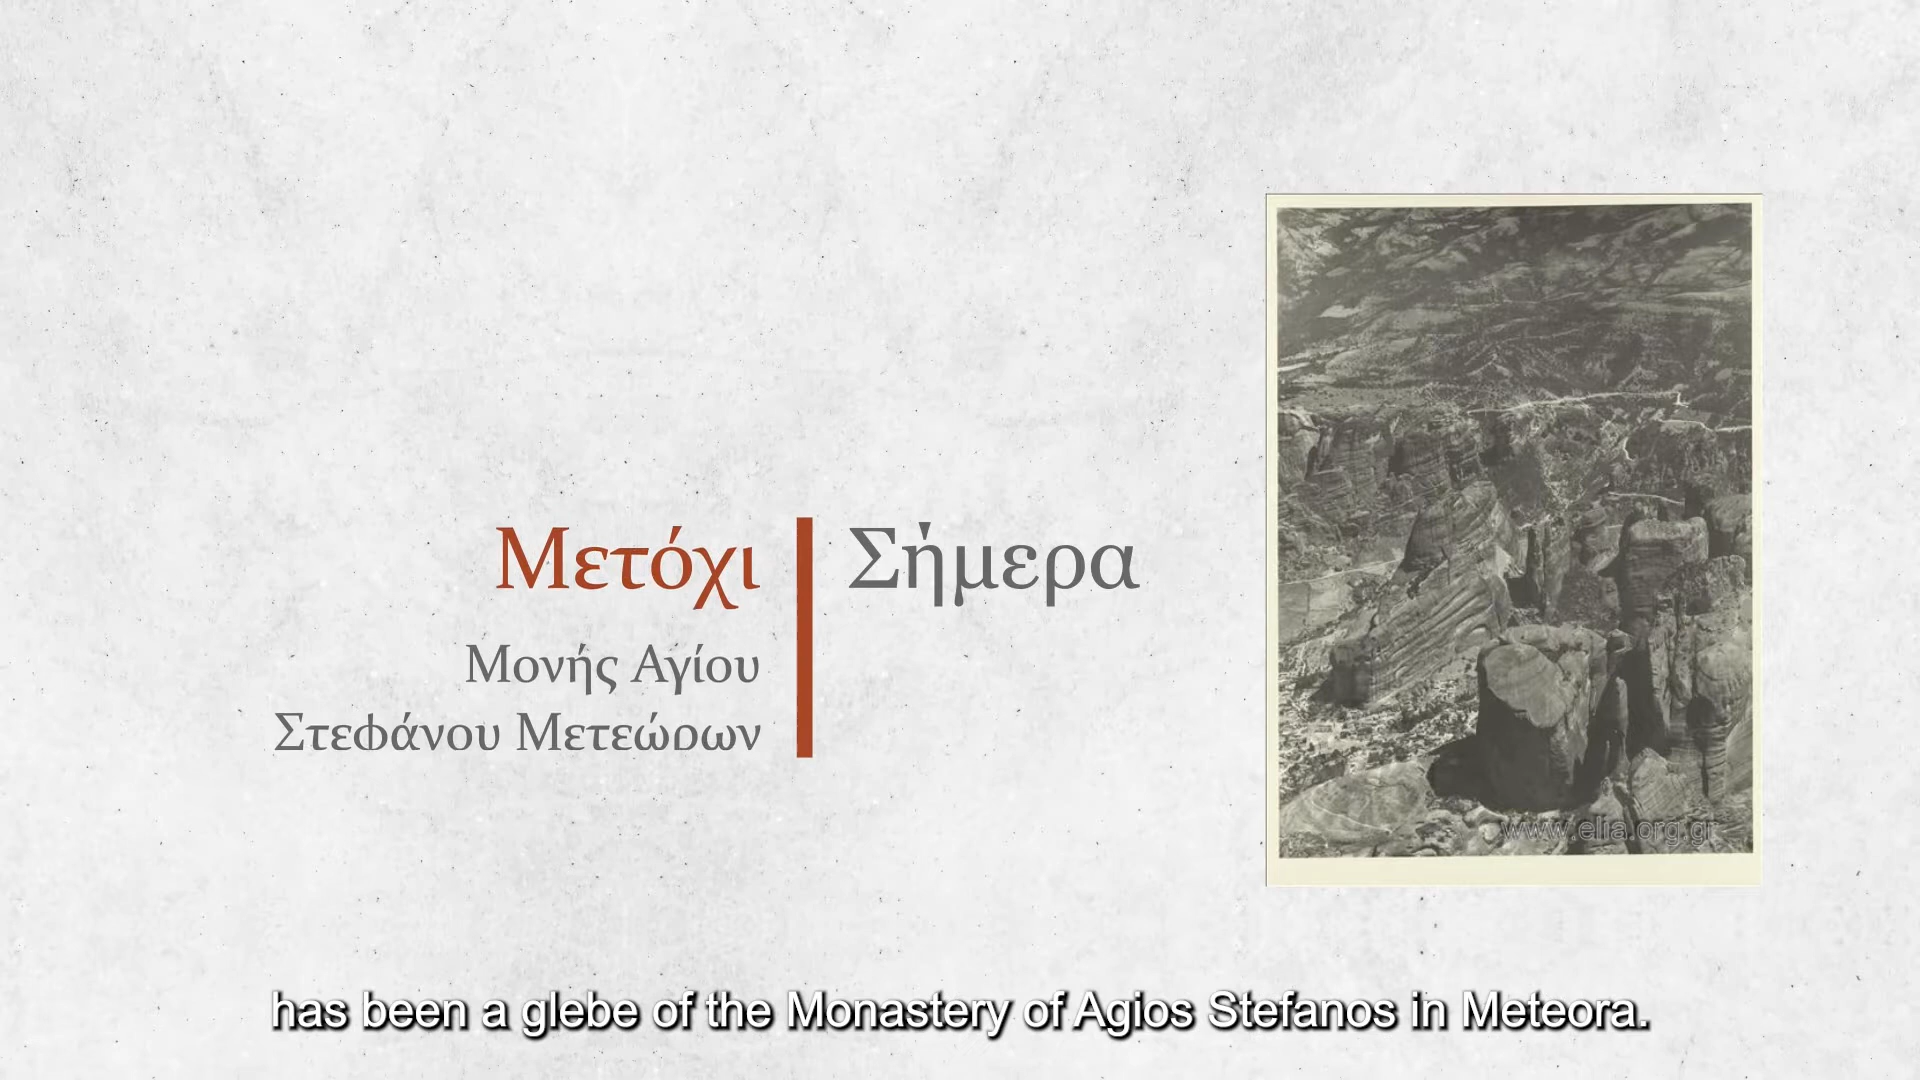 Μετόχι
Μονής Αγίου
Στεφάνου Μετεώρων
Σήμερα
www.elia.org.gr
has been a glebe of the Monastery of Agios Stefanos in Meteora.